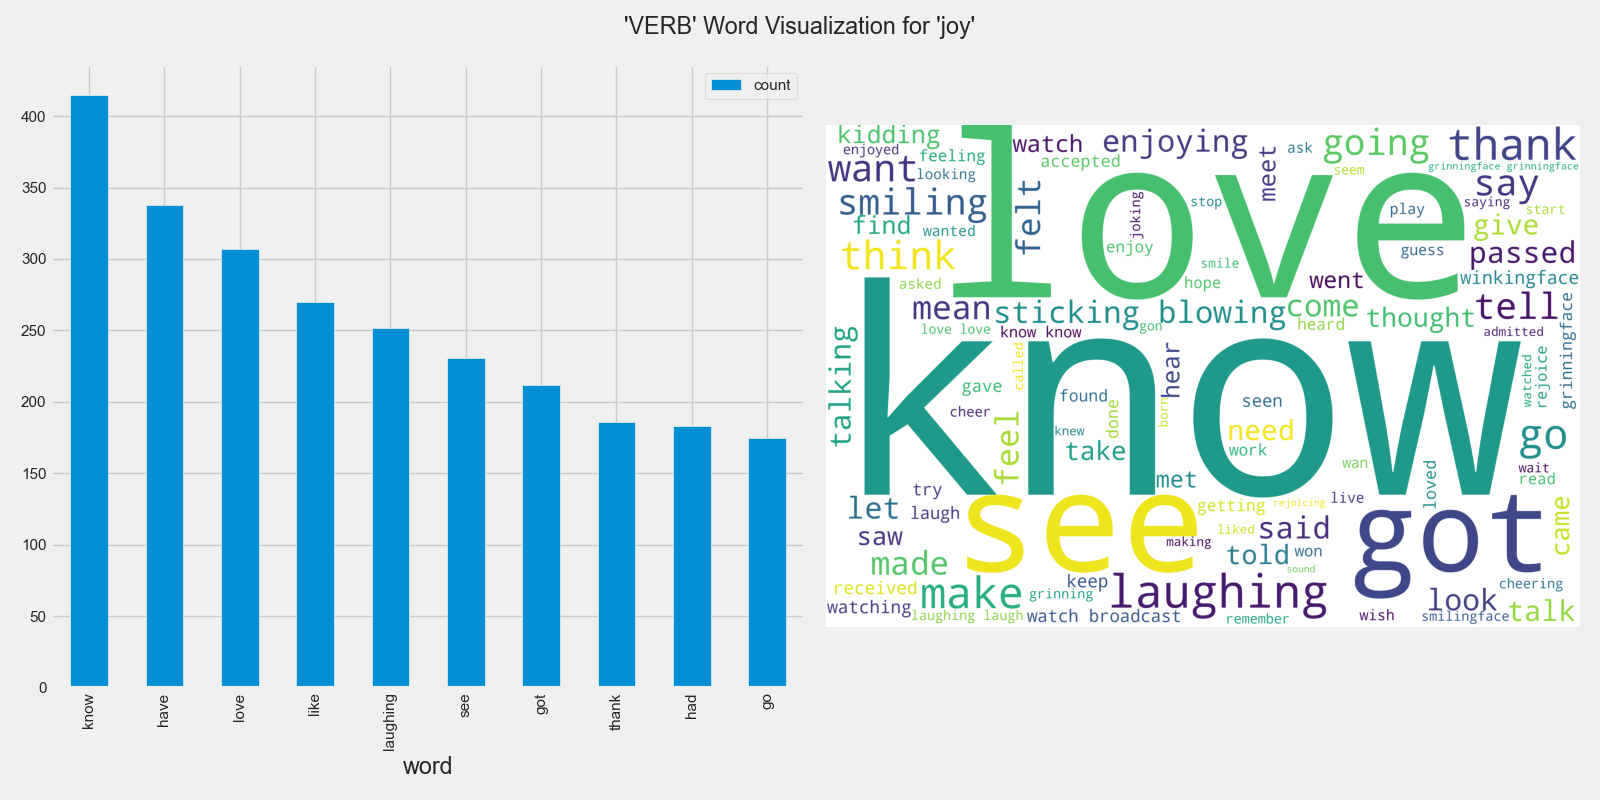 'VERB' Word Visualization for 'joy'
count
400
350
300
250
200
150
100
50
0
know
have
love
like
laughing
see
got
thank
had
go
word
kidding
enjoyed
feeling
want
looking
smiling
find
wanted
think
asked
felt
watch
accepted
enjoying
meet
ask
going
thank
grinningface grinningface
seem
say
saying
start
love
joking
stop
play
give
enjoy
guess
passed
smile
hope
went
winkingface
mean
sticking
blowing
come
thought
tell
love love
know know
gon
heard
admitted
talking
know
called
hear
gave
found
seen
watched
rejoice
grinningface
cheer
feel
knew
done
born
need
go
take
work
wan
wait
met
loved
read
let
try
laugh
see
getting
rejoicing
live
got
came
saw
liked
said
making
told
won
made
sound
received
make
keep
laughing
look
cheering
grinning
watching
laughing laugh
watch broadcast
remember
wish
smilingface
talk